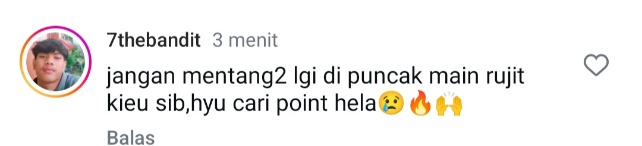 7thebandit 3 menit
jangan mentang2 lgi di puncak main rujit
kieu sib,hyu cari point hela😢🔥🙌
Balas